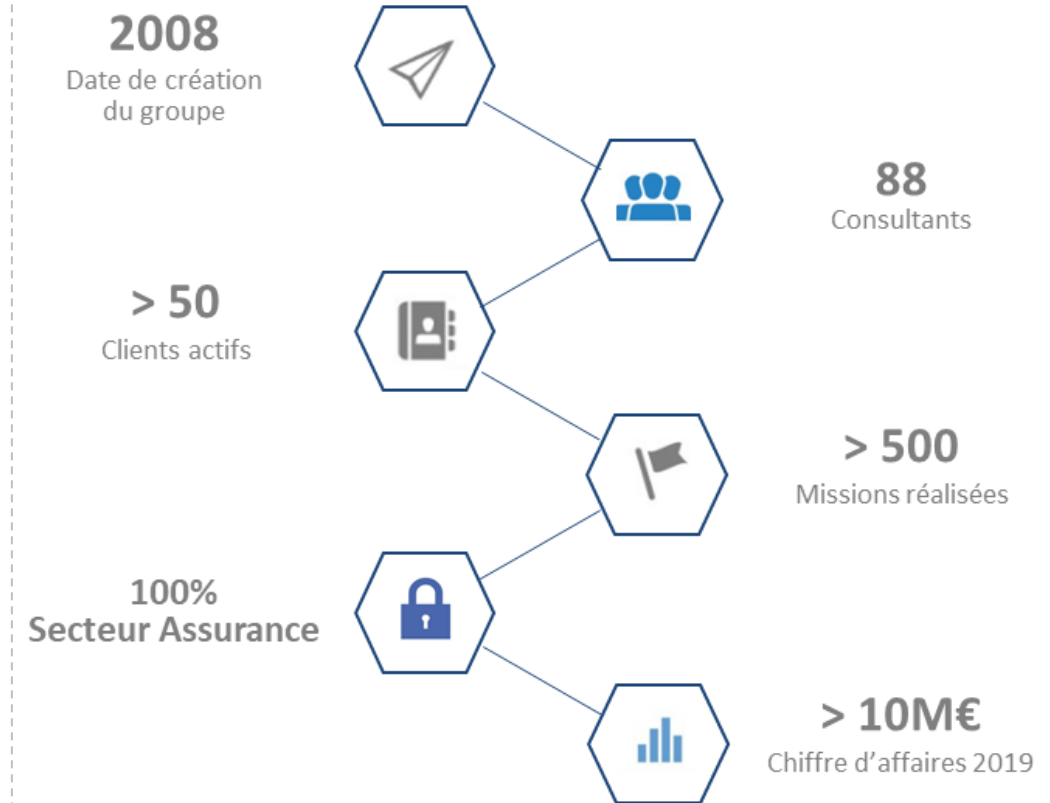 2008
Date de création
du groupe
88
Consultants
> 50
Clients actifs
> 500
Missions réalisées
100%
Secteur Assurance
> 10M€
Chiffre d’affaires 2019